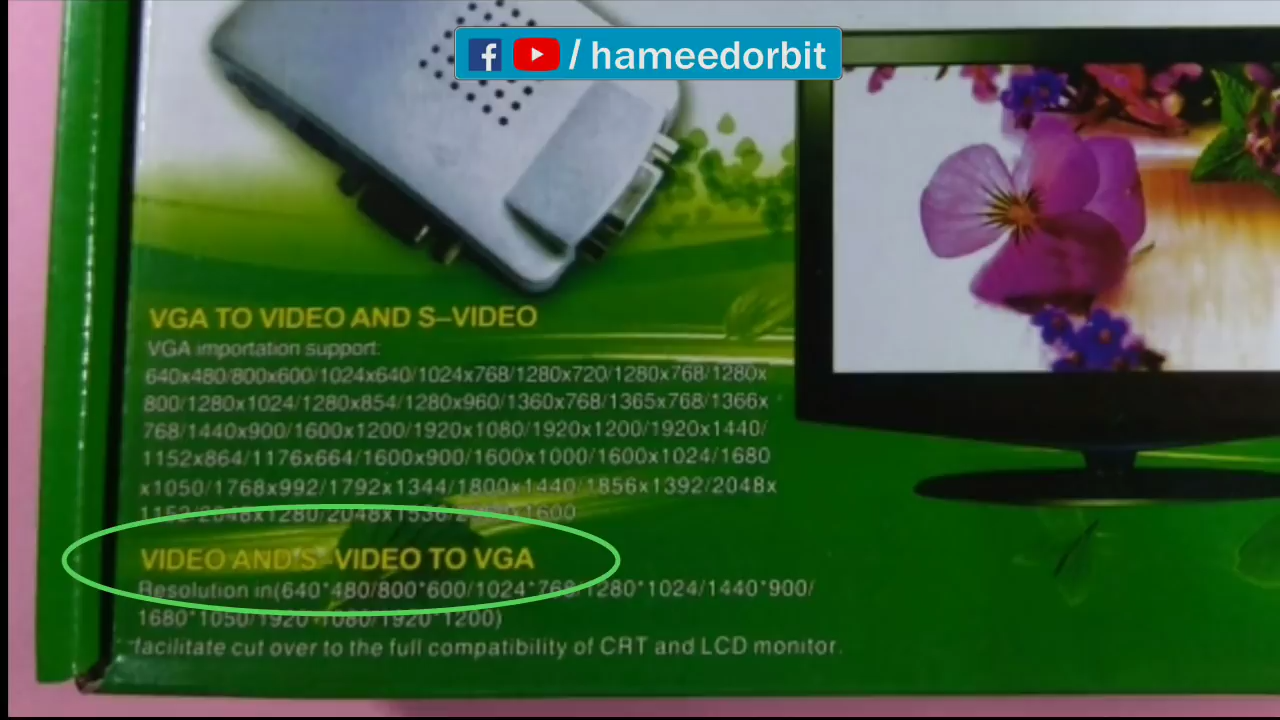 / hameedorbit
VGA TO VIDEO AND S–VIDEO
VGA importation support:
640x480/800x600/1024x640/1024x768/1280x720/1280x768/1280x
800/1280x1024/1280x854/1280x960/1360x768/1365x768/1366x
768/1440x900/1600x1200/1920x1080/1920x1200/1920x1440/
1152x864/1176x664/1600x900/1600x1000/1600x1024/1680
x1050/1768x992/1792x1344/1800x1440/1856x1392/2048x
1152/2048x1280/2048x1536/
VIDEO AND S–VIDEO TO VGA
Resolution in(640*480/800*600/1024*768/1280*1024/1440*900/
1680*1050/1920*1080/1920*1200)
facilitate cut over to the full compatibility of CRT and LCD monitor.